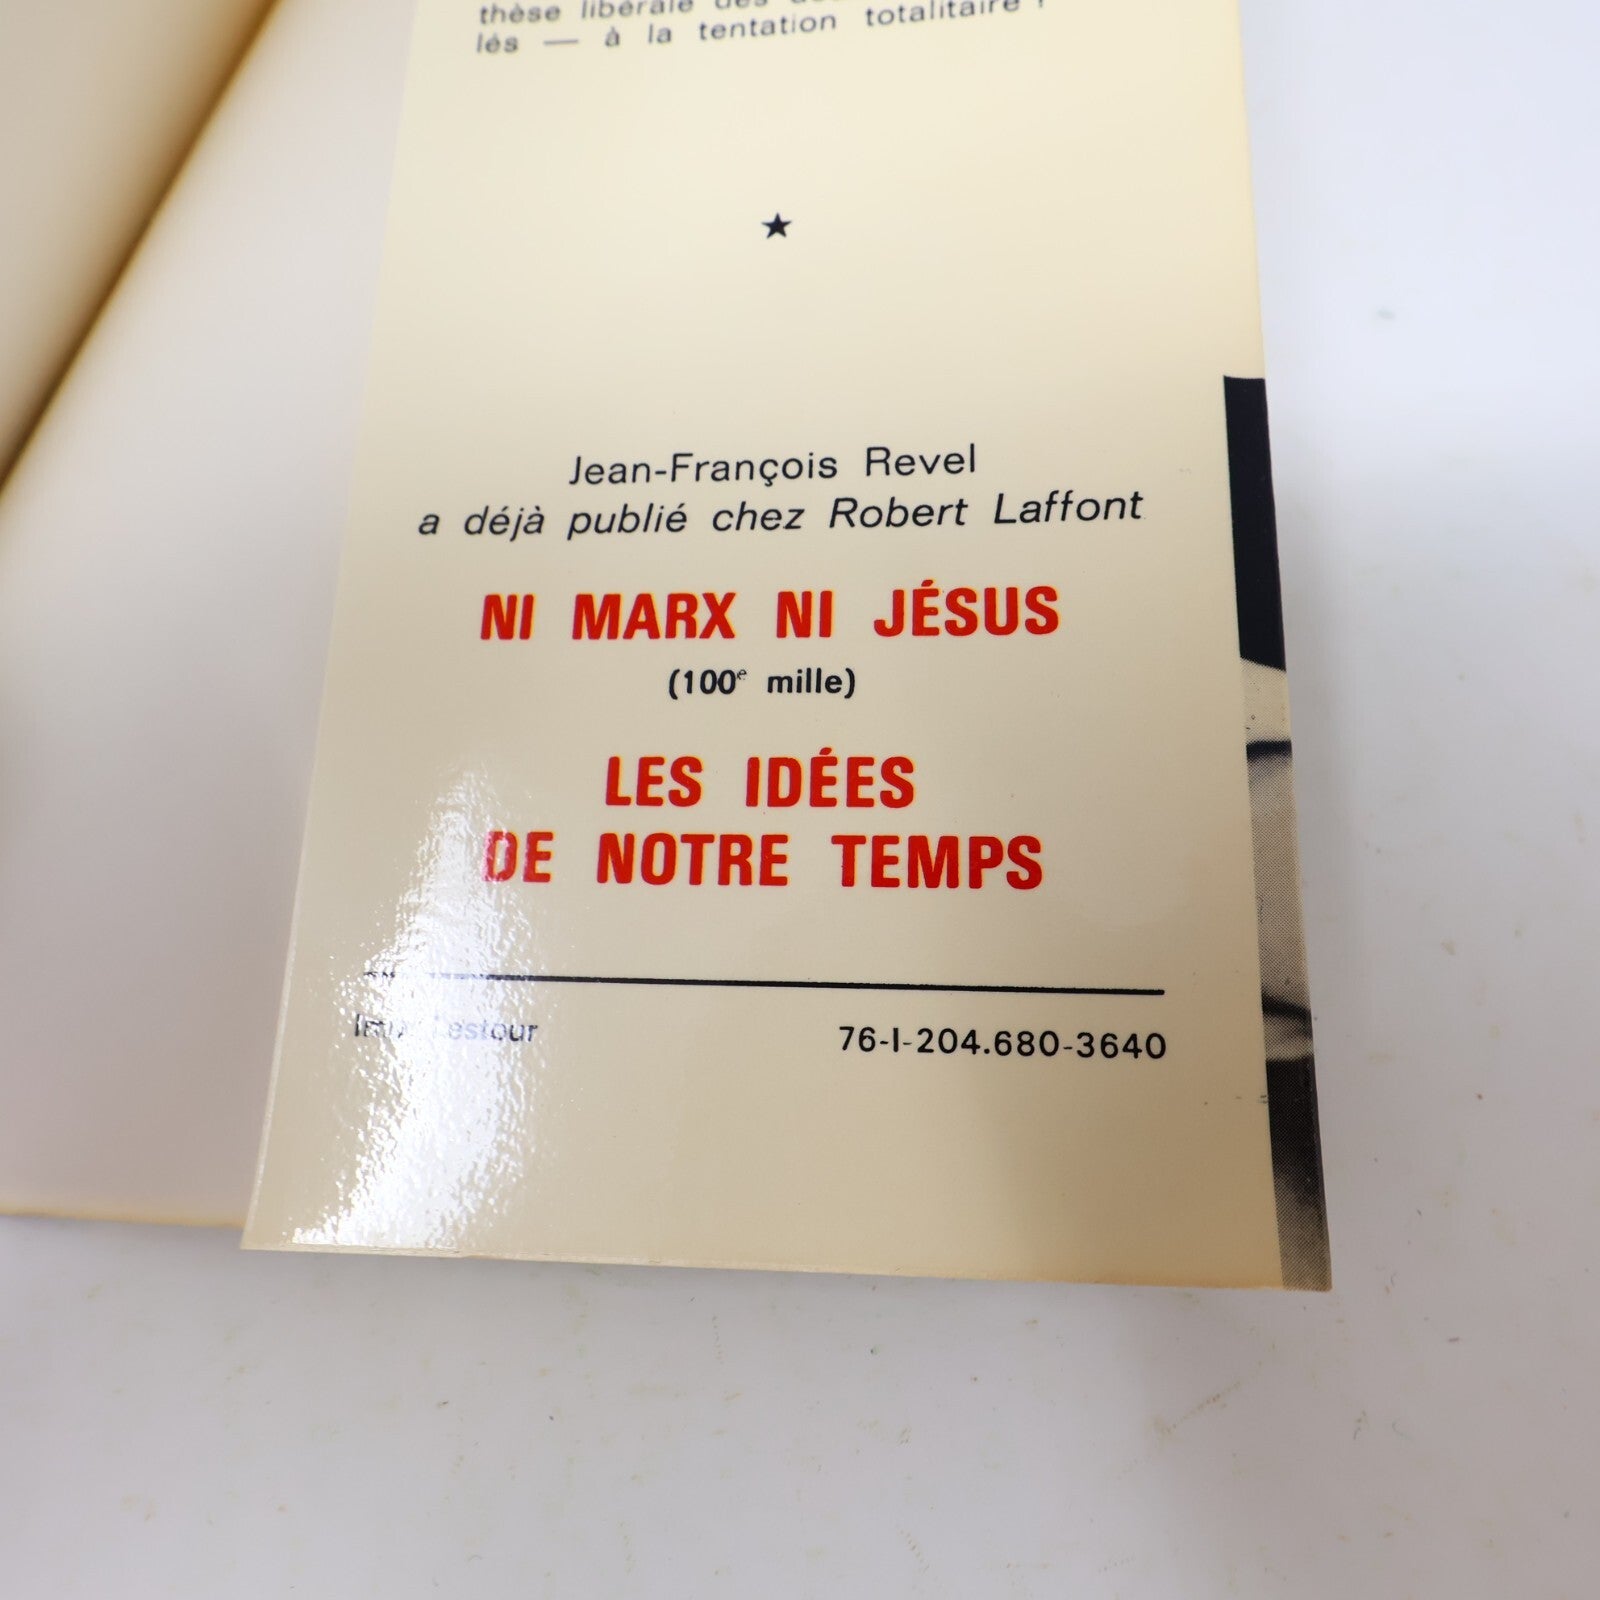 thèse libérale des
lés — à la tentation totalitaire ?
★
Jean-François Revel
a déjà publié chez Robert Laffont
NI MARX NI JÉSUS
(100e mille)
LES IDÉES
DE NOTRE TEMPS
Lestour 76-I-204.680-3640